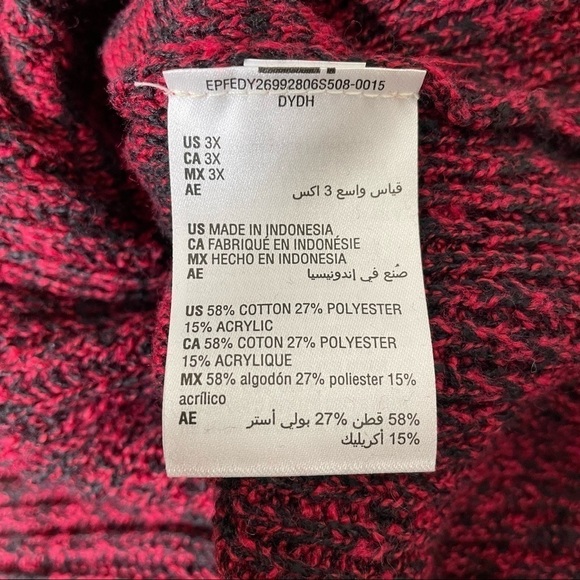 EPFEDY26992806S508-0015
DYDH
US 3X
CA 3X
MX 3X
AE قياس واسع 3 اكس
US MADE IN INDONESIA
CA FABRIQUÉ EN INDONÉSIE
MX HECHO EN INDONESIA
AE صُنع في إندونيسيا
US 58% COTTON 27% POLYESTER
15% ACRYLIC
CA 58% COTON 27% POLYESTER
15% ACRYLIQUE
MX 58% algodón 27% poliester 15%
acrílico
AE 58% قطن 27% بولي أستر
15% أكريليك